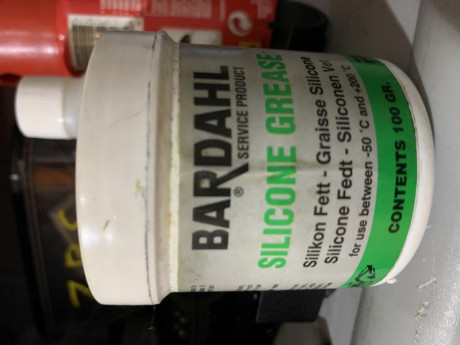 BARDAHL
® SERVICE PRODUCT
SILICONE GREASE
Silikon Fett - Graisse Silicone
Silicone Fedt - Siliconen Vet
for use between -50 °C and +200 °C
CONTENTS 100 GR.